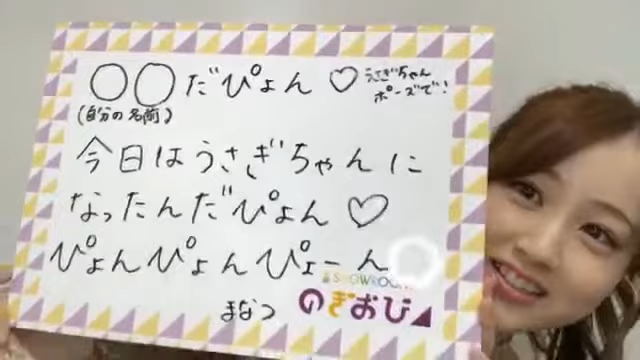 〇〇だぴょん♡ うさぎちゃん
ポーズで!
(自分の名前)
今日はうさぎちゃんに
なったんだぴょん♡
ぴょんぴょんぴょーん
SHOWROOM
まなつ のぎおび